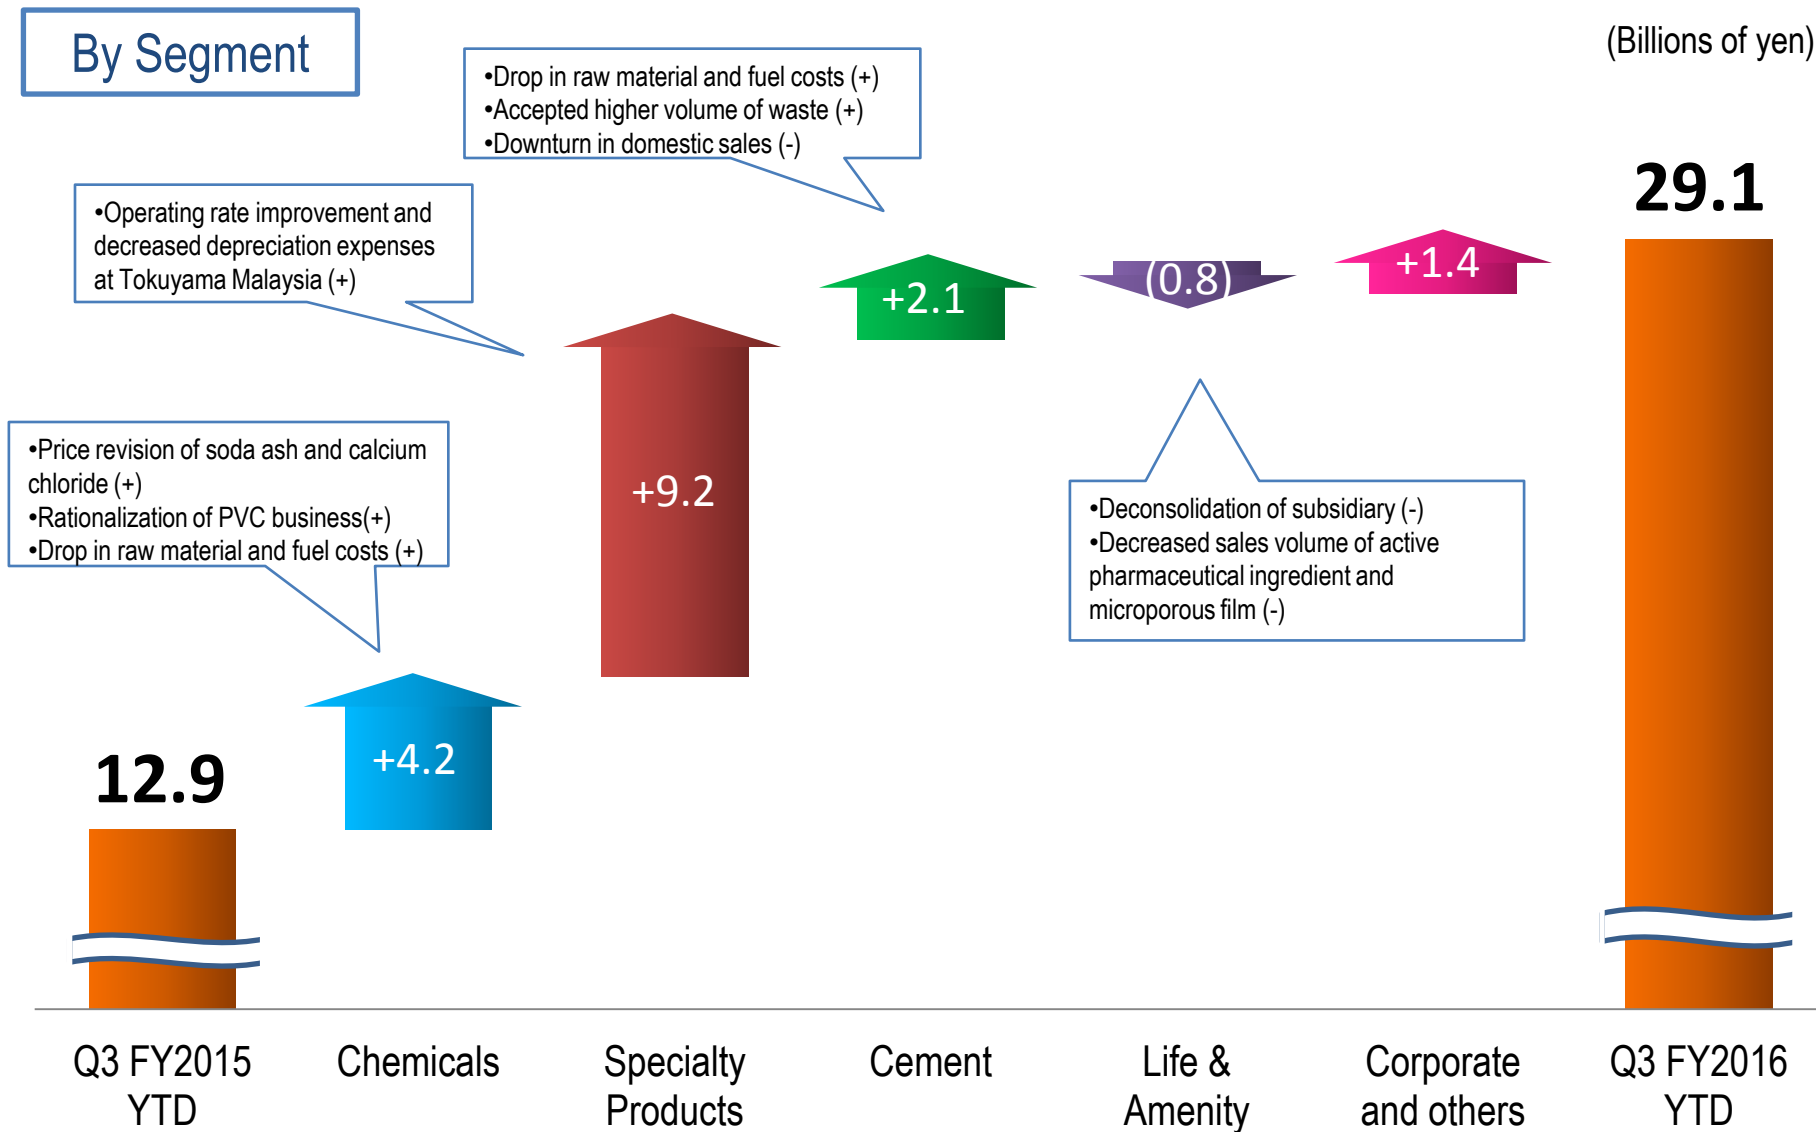 By Segment
(Billions of yen)
•Drop in raw material and fuel costs (+)
•Accepted higher volume of waste (+)
•Downturn in domestic sales (-)
•Operating rate improvement and
decreased depreciation expenses
at Tokuyama Malaysia (+)
29.1
+1.4
(0.8)
+2.1
•Price revision of soda ash and calcium
chloride (+)
•Rationalization of PVC business(+)
•Drop in raw material and fuel costs (+)
+9.2
•Deconsolidation of subsidiary (-)
•Decreased sales volume of active
pharmaceutical ingredient and
microporous film (-)
12.9
+4.2
Q3 FY2015
YTD
Chemicals
Specialty
Products
Cement
Life &
Amenity
Corporate
and others
Q3 FY2016
YTD